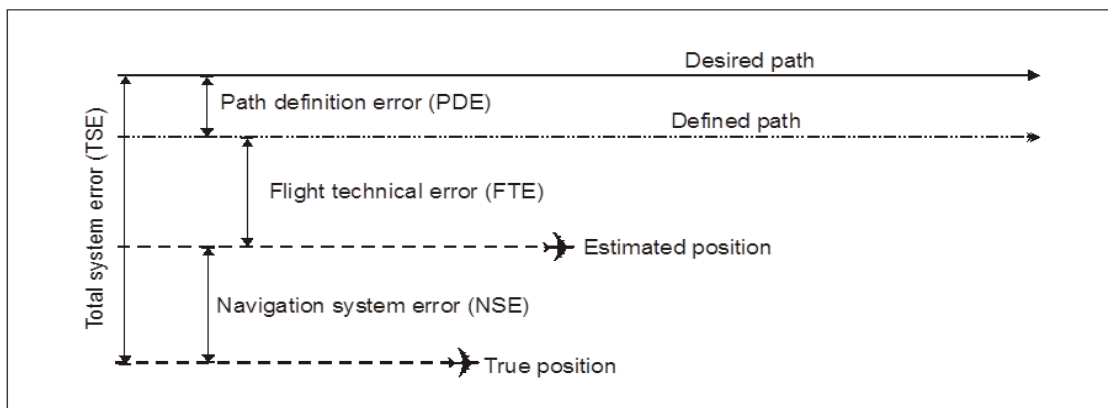 Desired path
Path definition error (PDE)
Defined path
Total system error (TSE)
Flight technical error (FTE)
Estimated position
Navigation system error (NSE)
True position